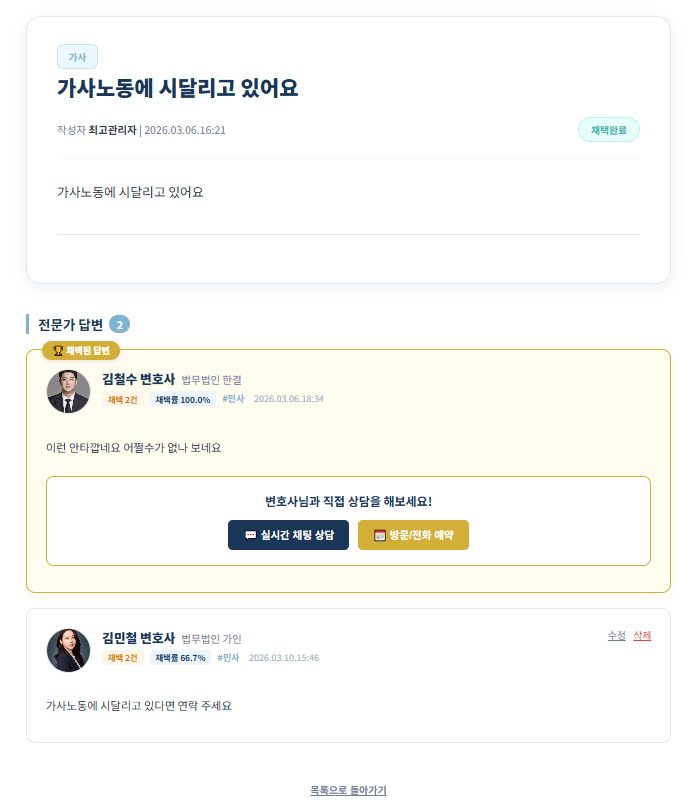 가사
가사노동에 시달리고 있어요
작성자 최고관리자 | 2026.03.06.16:21
채택완료
가사노동에 시달리고 있어요
전문가 답변 2
🏆 채택된 답변
김철수 변호사 법무법인 한결
채택 2건 채택률 100.0% #민사 2026.03.06.18:34
이런 안타깝네요 어쩔수가 없나 보네요
변호사님과 직접 상담을 해보세요!
💬 실시간 채팅 상담 📅 방문/전화 예약
김민철 변호사 법무법인 가인
수정 삭제
채택 2건 채택률 66.7% #민사 2026.03.10.15:46
가사노동에 시달리고 있다면 연락 주세요
목록으로 돌아가기